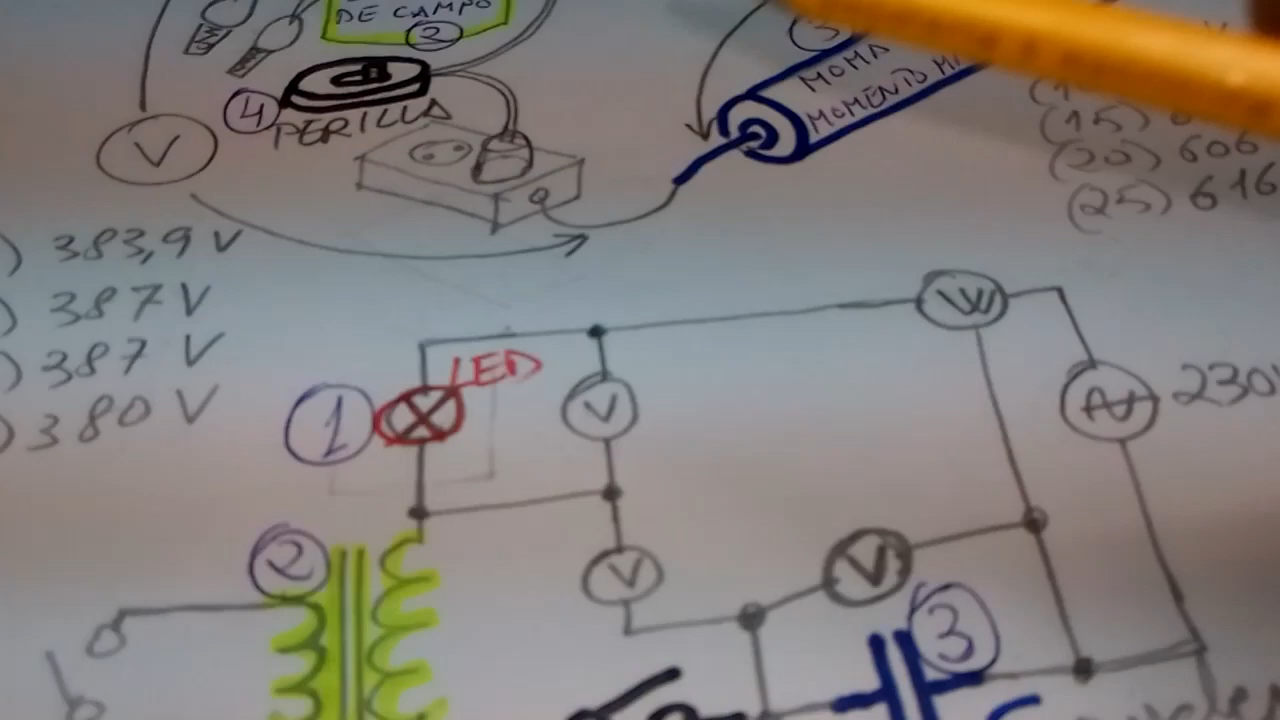 DE CAMPO
2
4
PERILLA
V
3
MOMA
MOMENTO
(15)
(20) 606
(25) 616
) 383,9 V
) 387 V
) 387 V
) 380 V
W
LED
1
V
230
2
V
V
3